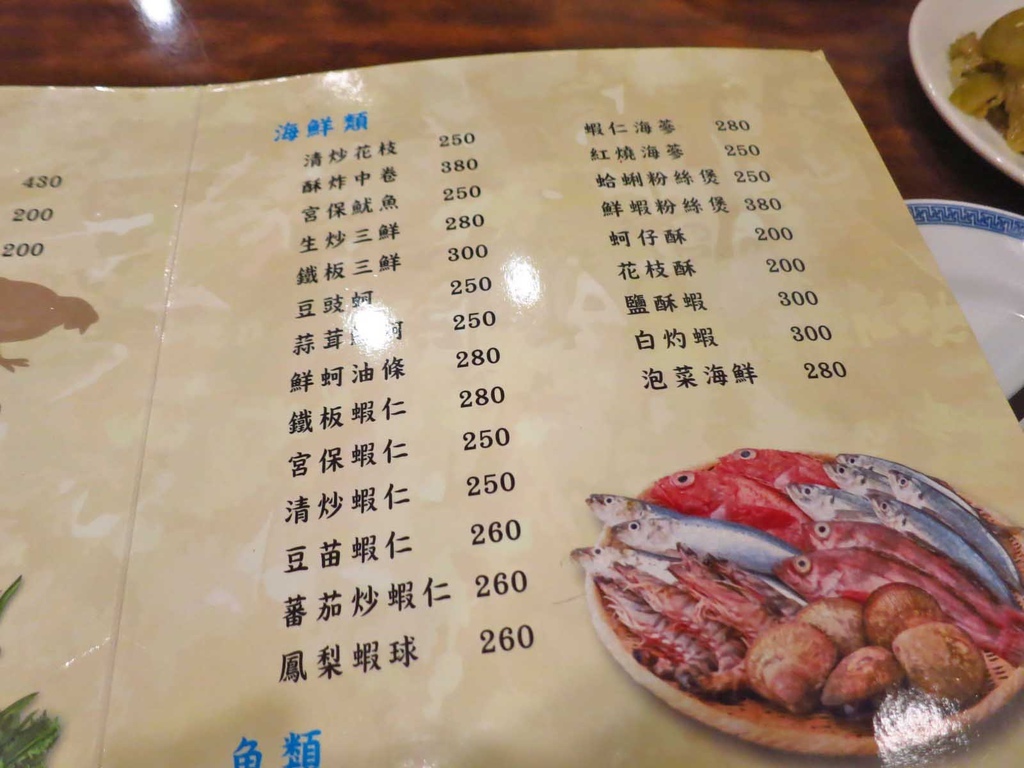 430
200
200
海鮮類
清炒花枝 250
酥炸中卷 380
宮保魷魚 250
生炒三鮮 280
鐵板三鮮 300
豆豉蚵 250
蒜茸 蚵 250
鮮蚵油條 280
鐵板蝦仁 280
宮保蝦仁 250
清炒蝦仁 250
豆苗蝦仁 260
蕃茄炒蝦仁 260
鳳梨蝦球 260
蝦仁海蔘 280
紅燒海蔘 250
蛤蜊粉絲煲 250
鮮蝦粉絲煲 380
蚵仔酥 200
花枝酥 200
鹽酥蝦 300
白灼蝦 300
泡菜海鮮 280
魚類